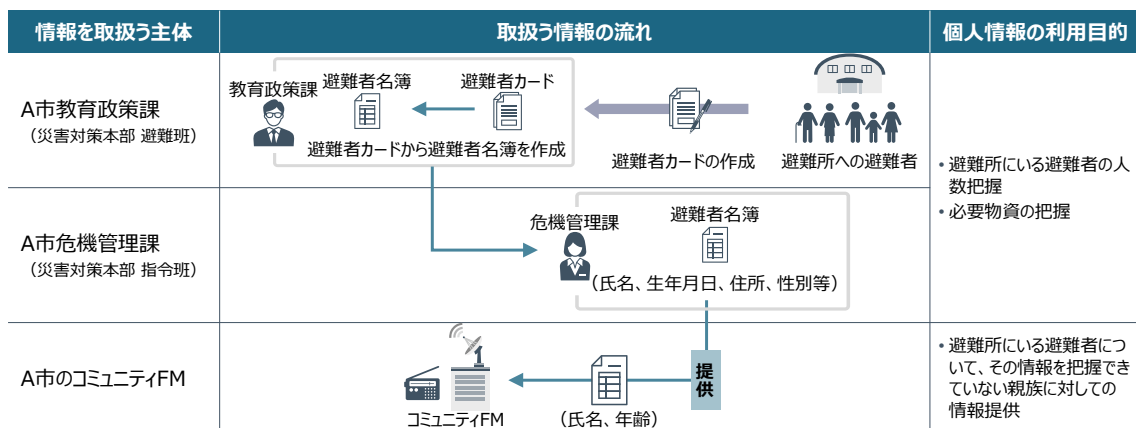 情報を取扱う主体
取扱う情報の流れ
個人情報の利用目的
A市教育政策課
（災害対策本部 避難班）
教育政策課
避難者名簿
避難者カード
避難者カードから避難者名簿を作成
避難者カードの作成
避難所への避難者
• 避難所にいる避難者の人
数把握
• 必要物資の把握
A市危機管理課
（災害対策本部 指令班）
危機管理課
避難者名簿
（氏名、生年月日、住所、性別等）
A市のコミュニティFM
コミュニティFM
（氏名、年齢）
提供
• 避難所にいる避難者につ
いて、その情報を把握でき
ていない親族に対しての
情報提供